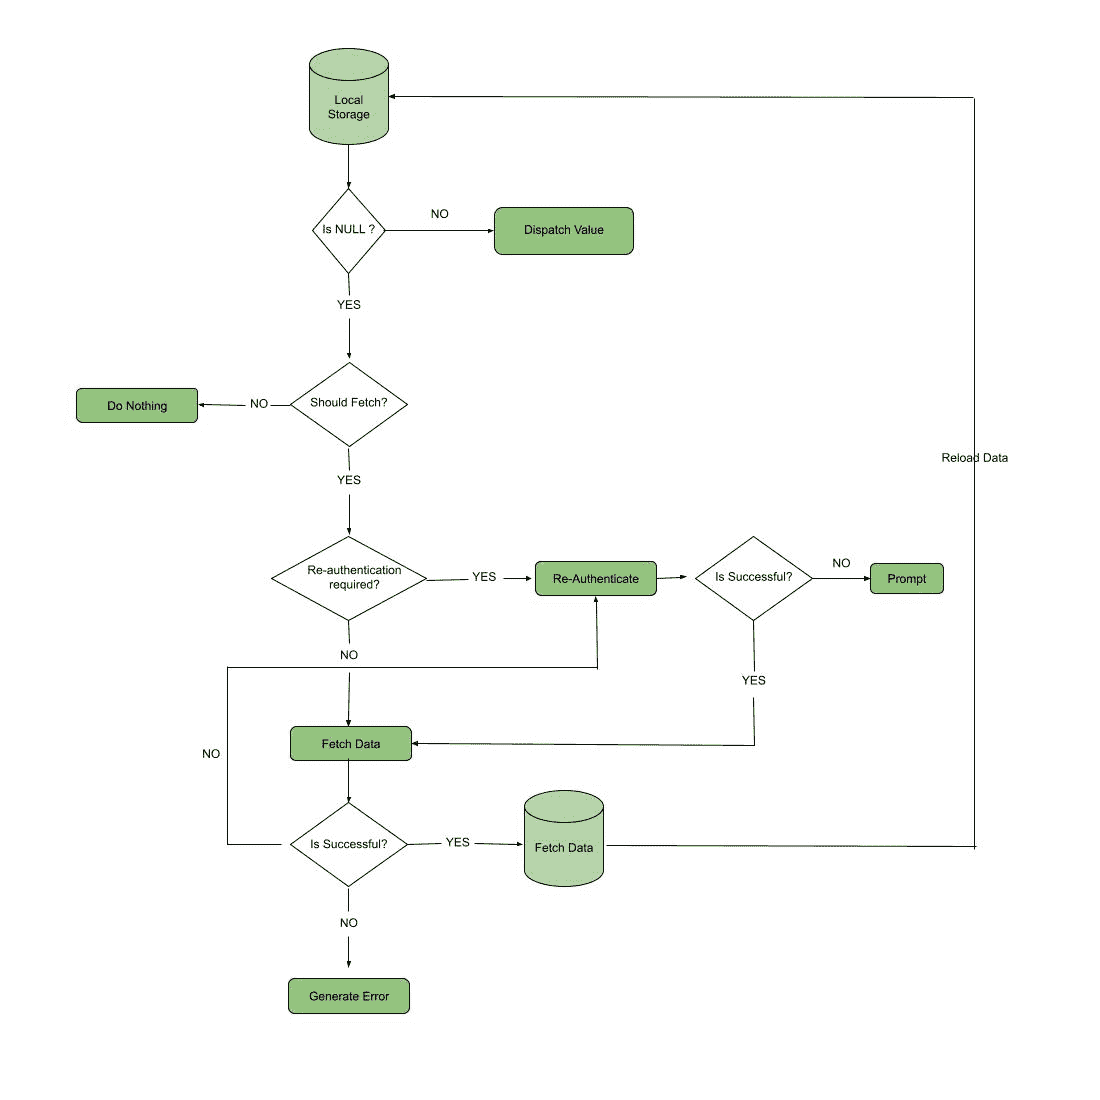 Local
Storage
NO
Is NULL ?
Dispatch Value
YES
Should Fetch?
Do Nothing
NO
Reload Data
YES
NO
Re-authentication
required?
YES
Re-Authenticate
Is Successful?
Prompt
NO
YES
Fetch Data
NO
Is Successful?
YES
Fetch Data
NO
Generate Error